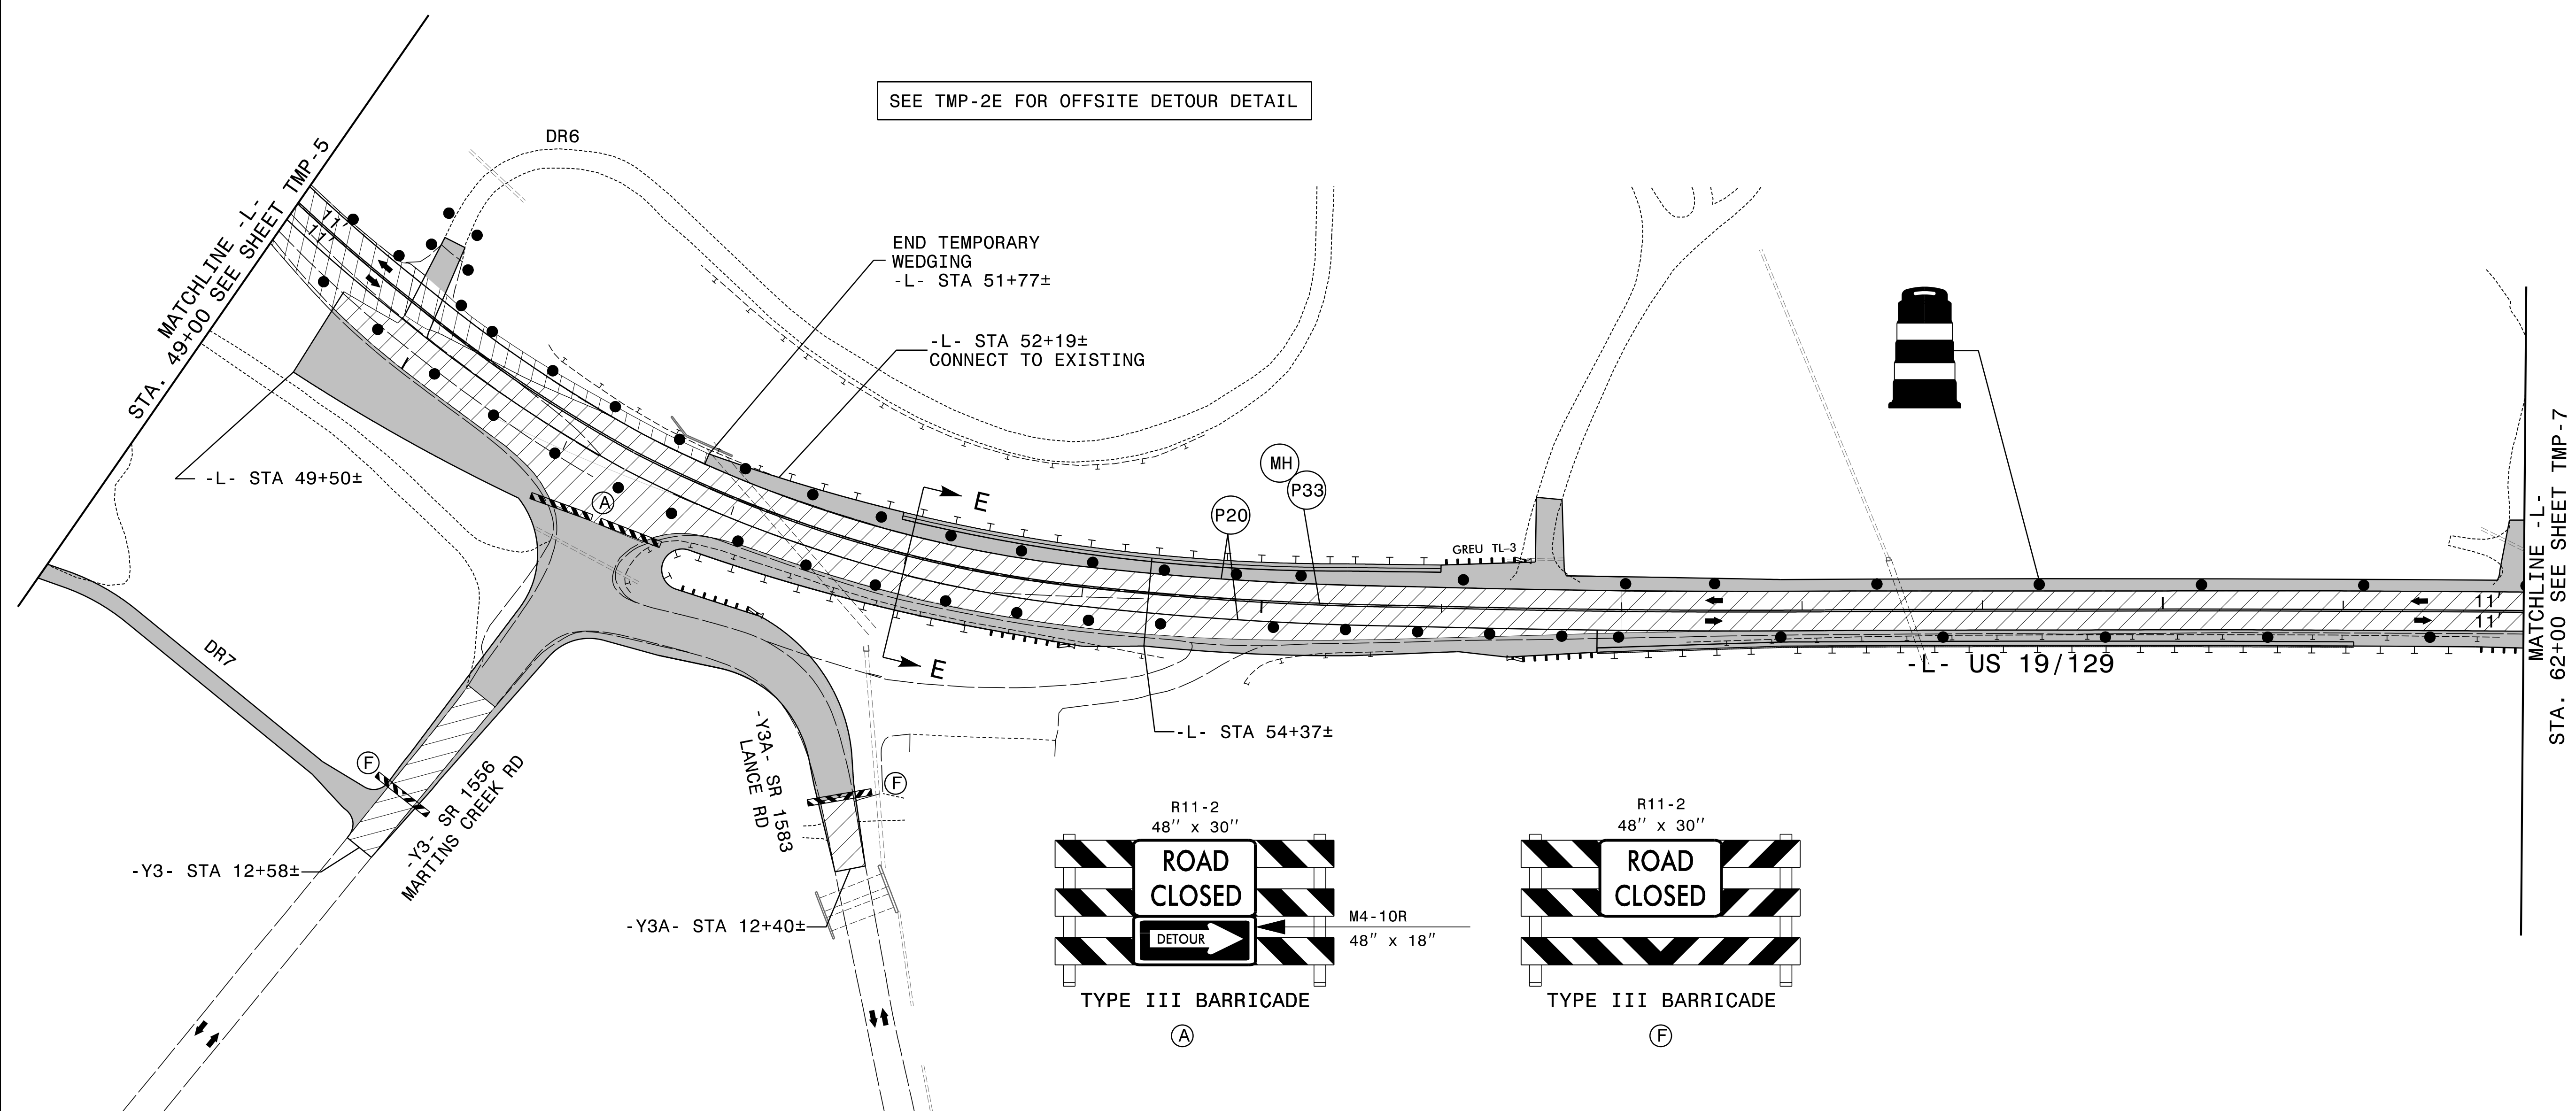 SEE TMP-2E FOR OFFSITE DETOUR DETAIL
DR6
MATCHLINE -L-
STA. 49+00 SEE SHEET TMP-5
11'
11'
END TEMPORARY
WEDGING
-L- STA 51+77±
-L- STA 52+19±
CONNECT TO EXISTING
-L- STA 49+50±
A
E
E
MH
P33
P20
GREU TL-3
11'
11'
MATCHLINE -L-
STA. 62+00 SEE SHEET TMP-7
-L- US 19/129
DR7
F
-Y3- SR 1556
MARTINS CREEK RD
-Y3A- SR 1583
LANCE RD
F
-L- STA 54+37±
-Y3- STA 12+58±
-Y3A- STA 12+40±
R11-2
48" x 30"
ROAD
CLOSED
DETOUR
M4-10R
48" x 18"
TYPE III BARRICADE
A
R11-2
48" x 30"
ROAD
CLOSED
TYPE III BARRICADE
F